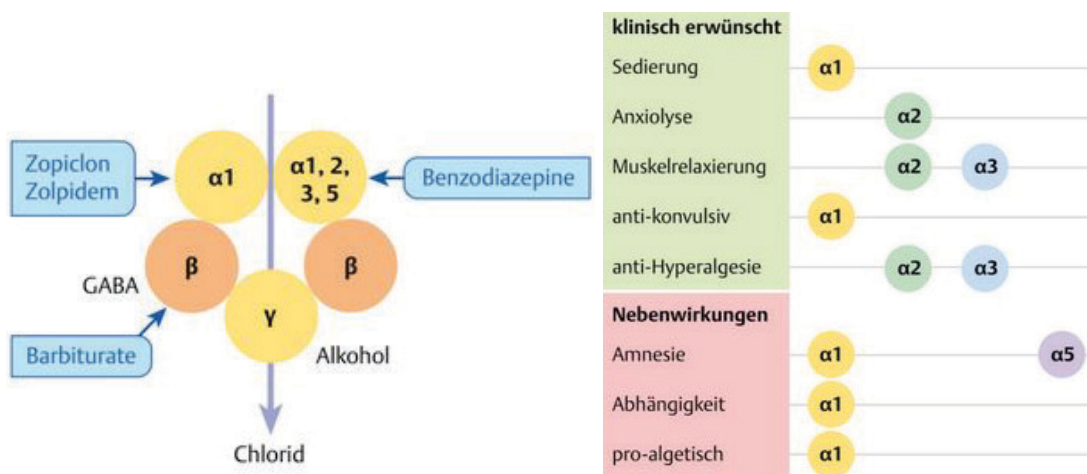 Zopiclon
Zolpidem
α1
α1, 2,
3, 5
Benzodiazepine
β
β
GABA
γ
Barbiturate
Alkohol
Chlorid
klinisch erwünscht
Sedierung α1
Anxiolyse α2
Muskelrelaxierung α2 α3
anti-konvulsiv α1
anti-Hyperalgesie α2 α3
Nebenwirkungen
Amnesie α1 α5
Abhängigkeit α1
pro-algetisch α1